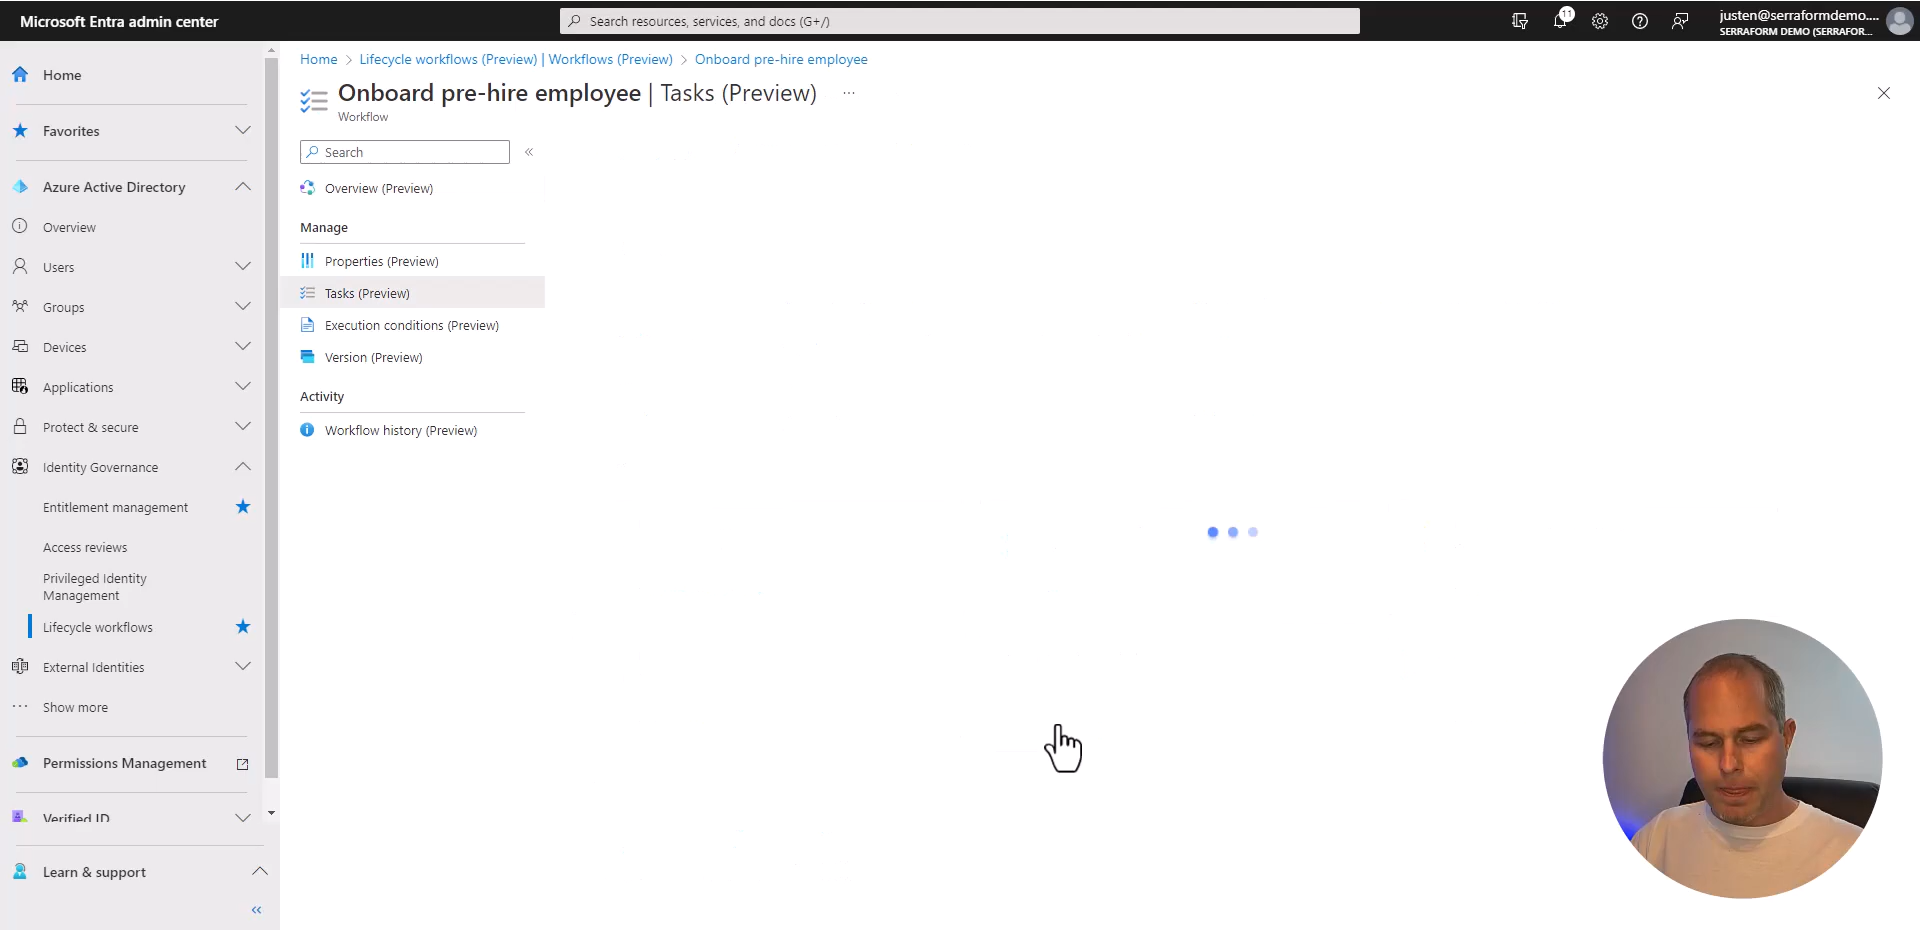 Microsoft Entra admin center
Search resources, services, and docs (G+/)
11
justen@serraformdemo....
SERRAFORM DEMO (SERRAFOR...
Home
Favorites
Azure Active Directory
Overview
Users
Groups
Devices
Applications
Protect & secure
Identity Governance
Entitlement management
Access reviews
Privileged Identity
Management
Lifecycle workflows
External Identities
Show more
Permissions Management
Verified ID
Learn & support
Home > Lifecycle workflows (Preview) | Workflows (Preview) > Onboard pre-hire employee
Onboard pre-hire employee | Tasks (Preview) ...
Workflow
Search
Overview (Preview)
Manage
Properties (Preview)
Tasks (Preview)
Execution conditions (Preview)
Version (Preview)
Activity
Workflow history (Preview)